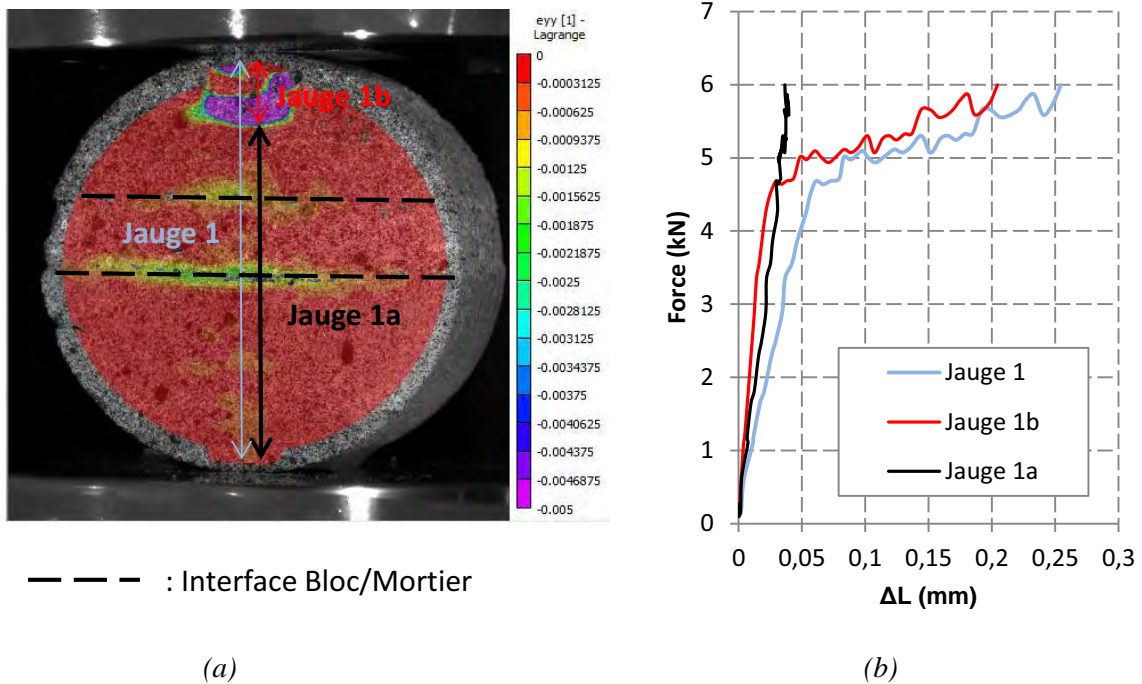 eyy [1] -
Lagrange
0
-0.0003125
-0.000625
-0.0009375
-0.00125
-0.0015625
-0.001875
-0.0021875
-0.0025
-0.0028125
-0.003125
-0.0034375
-0.00375
-0.0040625
-0.004375
-0.0046875
-0.005
Jauge 1b
Jauge 1
Jauge 1a
: Interface Bloc/Mortier
(a)
7
6
5
4
3
2
1
0
Force (kN)
Jauge 1
Jauge 1b
Jauge 1a
0 0,05 0,1 0,15 0,2 0,25 0,3
ΔL (mm)
(b)